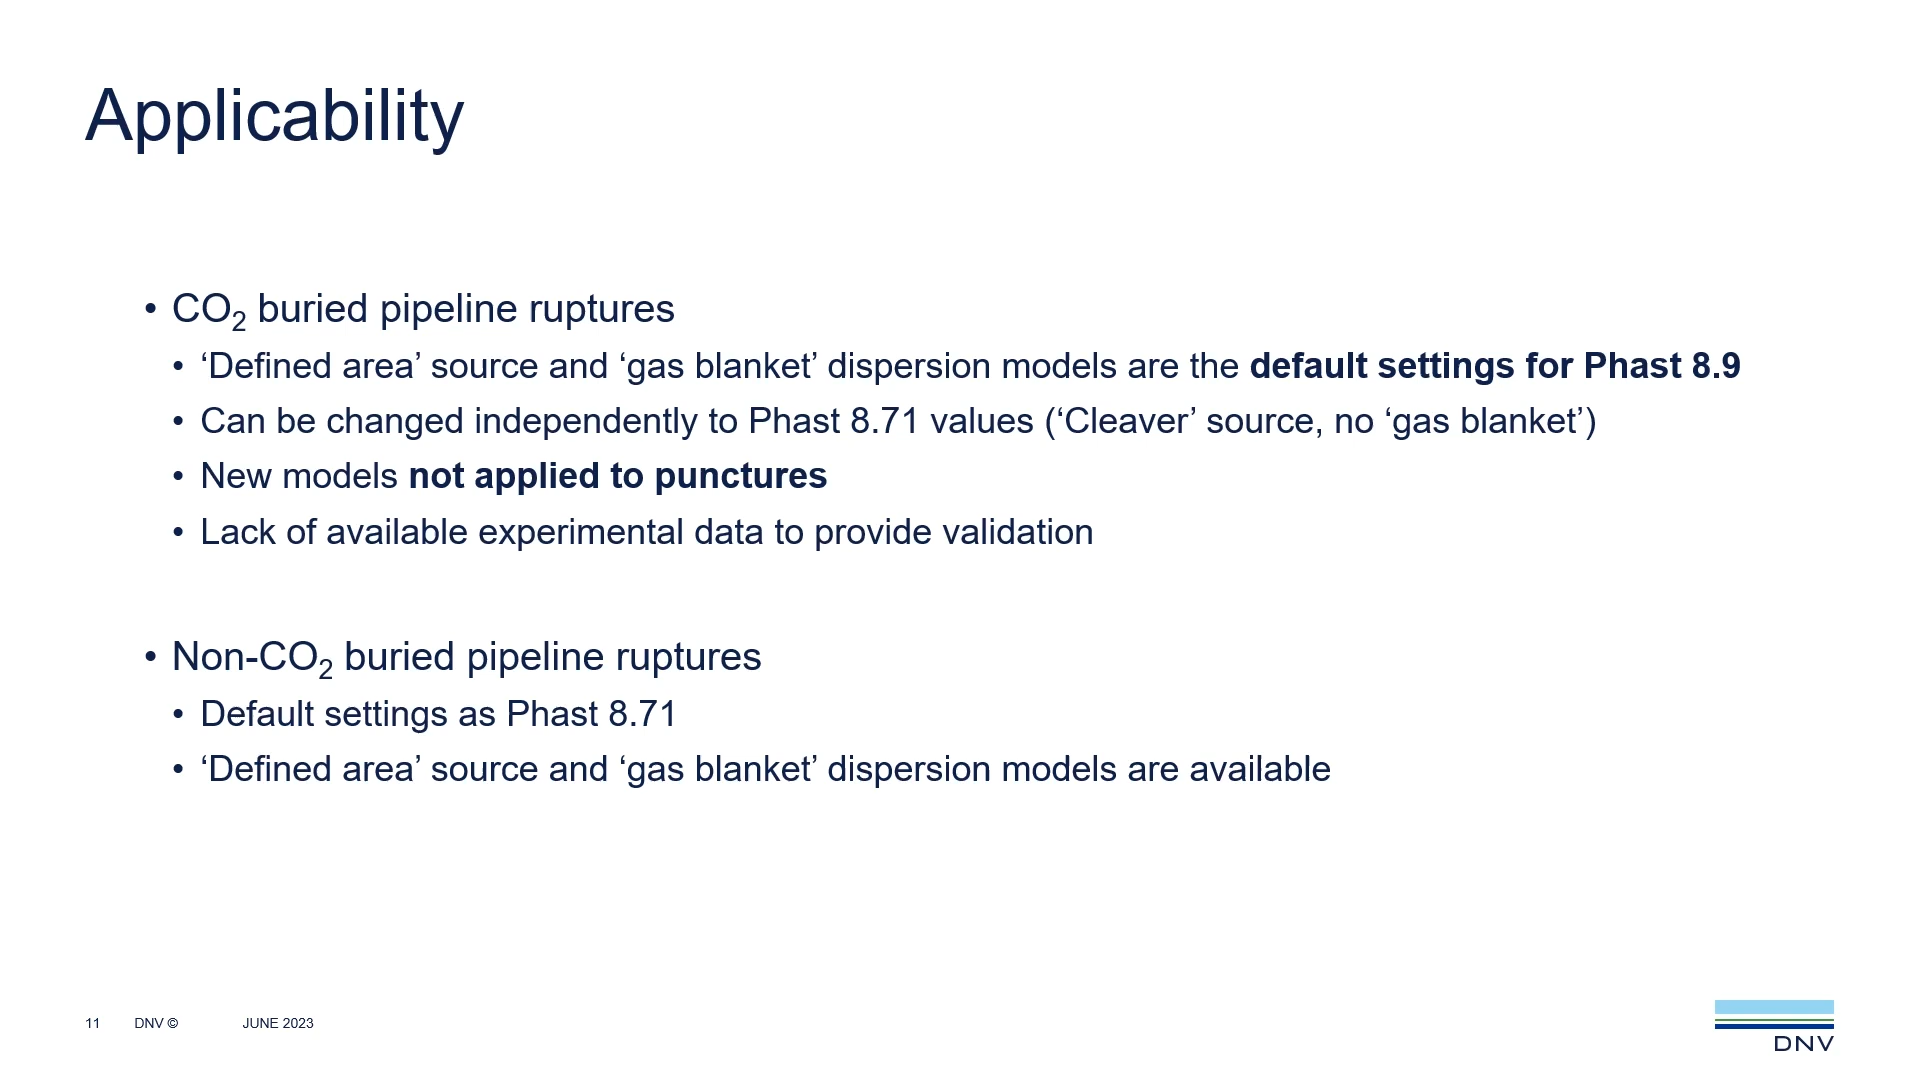 Applicability
• CO₂ buried pipeline ruptures
• ‘Defined area’ source and ‘gas blanket’ dispersion models are the default settings for Phast 8.9
• Can be changed independently to Phast 8.71 values (‘Cleaver’ source, no ‘gas blanket’)
• New models not applied to punctures
• Lack of available experimental data to provide validation
• Non-CO₂ buried pipeline ruptures
• Default settings as Phast 8.71
• ‘Defined area’ source and ‘gas blanket’ dispersion models are available
11 DNV © JUNE 2023
DNV